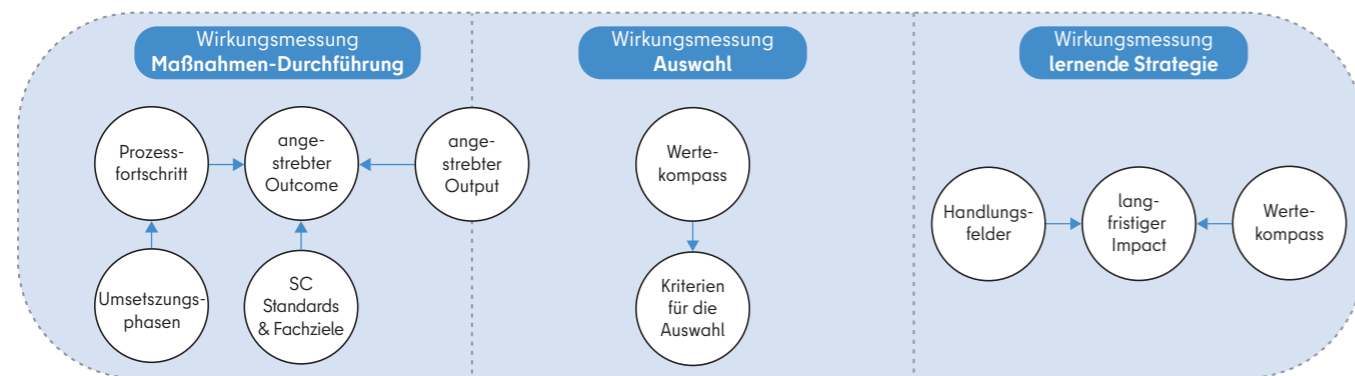 Wirkungsmessung
Maßnahmen-Durchführung
Prozess-
fortschritt
ange-
strebter
Outcome
ange-
strebter
Output
Umsetszungs-
phasen
SC
Standards
& Fachziele
Wirkungsmessung
Auswahl
Werte-
kompass
Kriterien
für die
Auswahl
Wirkungsmessung
lernende Strategie
Handlungs-
felder
lang-
fristiger
Impact
Werte-
kompass